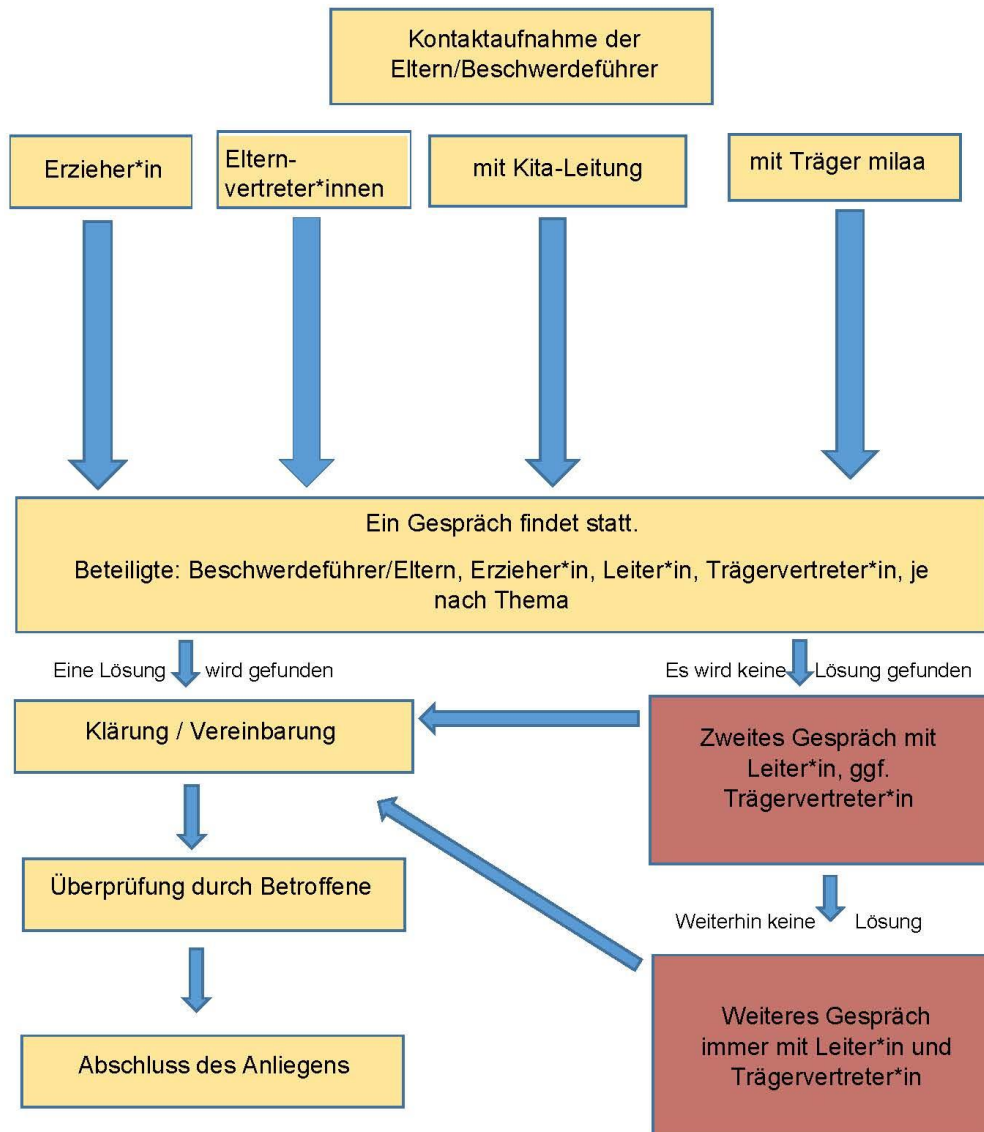 Kontaktaufnahme der
Eltern/Beschwerdeführer
Erzieher*in
Eltern-
vertreter*innen
mit Kita-Leitung
mit Träger milaa
Ein Gespräch findet statt.
Beteiligte: Beschwerdeführer/Eltern, Erzieher*in, Leiter*in, Trägervertreter*in, je
nach Thema
Eine Lösung wird gefunden
Es wird keine Lösung gefunden
Klärung / Vereinbarung
Zweites Gespräch mit
Leiter*in, ggf.
Trägervertreter*in
Überprüfung durch Betroffene
Weiterhin keine Lösung
Weiteres Gespräch
immer mit Leiter*in und
Trägervertreter*in
Abschluss des Anliegens